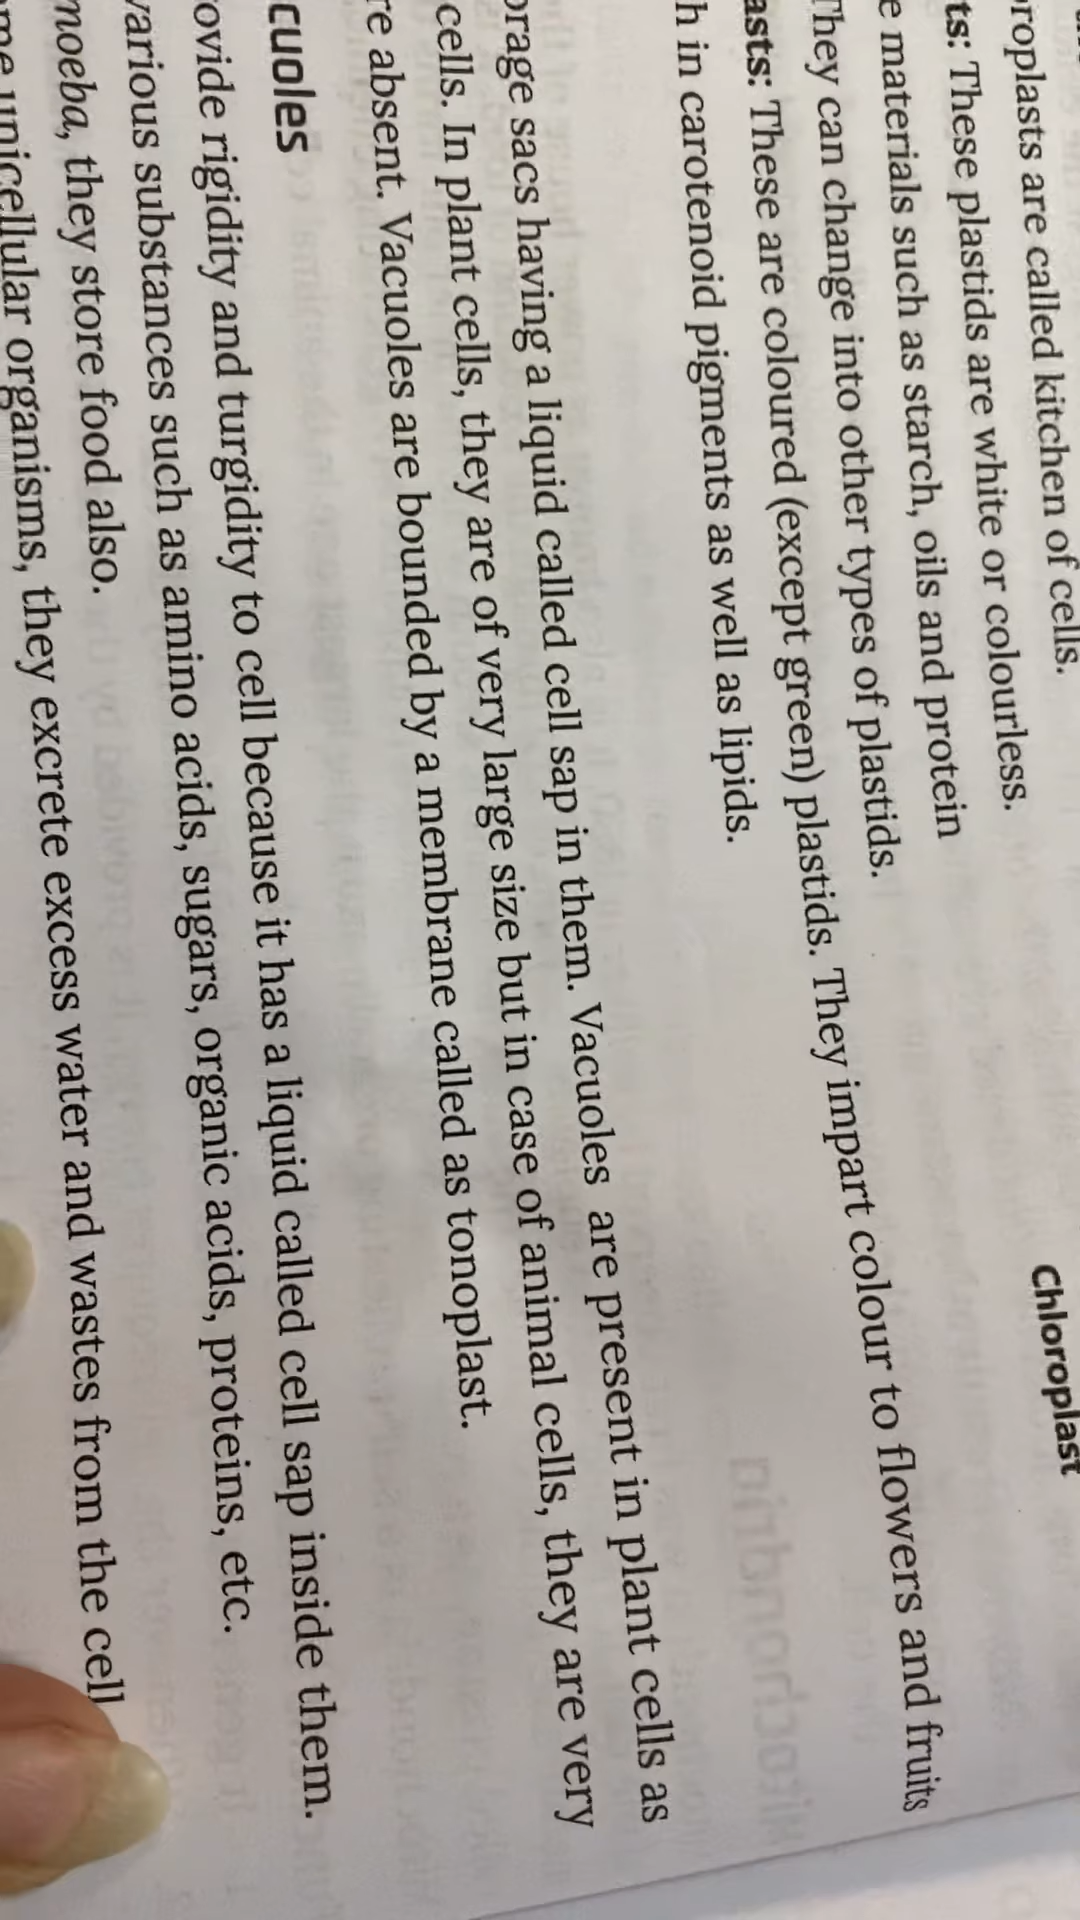 roplasts are called kitchen of cells.
ts: These plastids are white or colourless.
e materials such as starch, oils and protein
They can change into other types of plastids.
Chloroplast
asts: These are coloured (except green) plastids. They impart colour to flowers and fruits
h in carotenoid pigments as well as lipids.
orage sacs having a liquid called cell sap in them. Vacuoles are present in plant cells as
cells. In plant cells, they are of very large size but in case of animal cells, they are very
re absent. Vacuoles are bounded by a membrane called as tonoplast.
cuoles
ovide rigidity and turgidity to cell because it has a liquid called cell sap inside them.
various substances such as amino acids, sugars, organic acids, proteins, etc.
moeba, they store food also.
me unicellular organisms, they excrete excess water and wastes from the cell